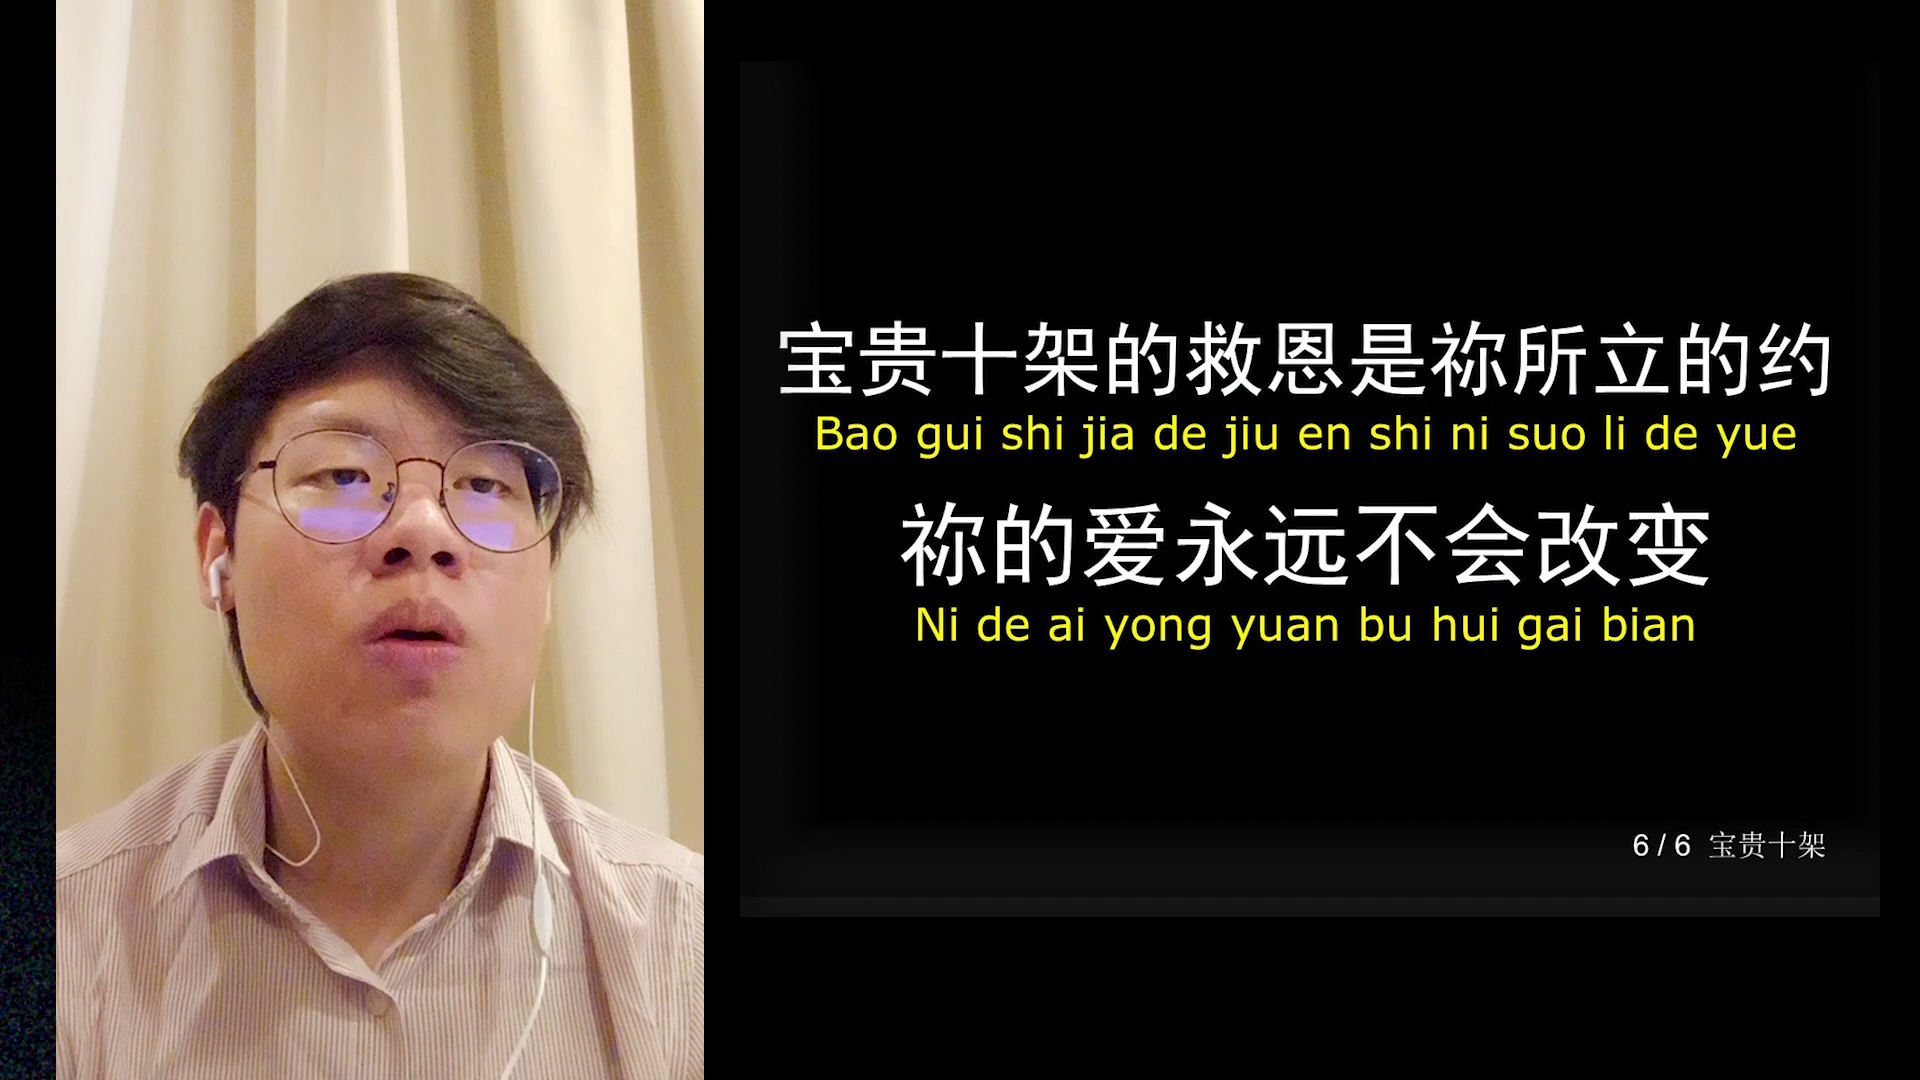 宝贵十架的救恩是祢所立的约
Bao gui shi jia de jiu en shi ni suo li de yue
祢的爱永远不会改变
Ni de ai yong yuan bu hui gai bian
6 / 6 宝贵十架